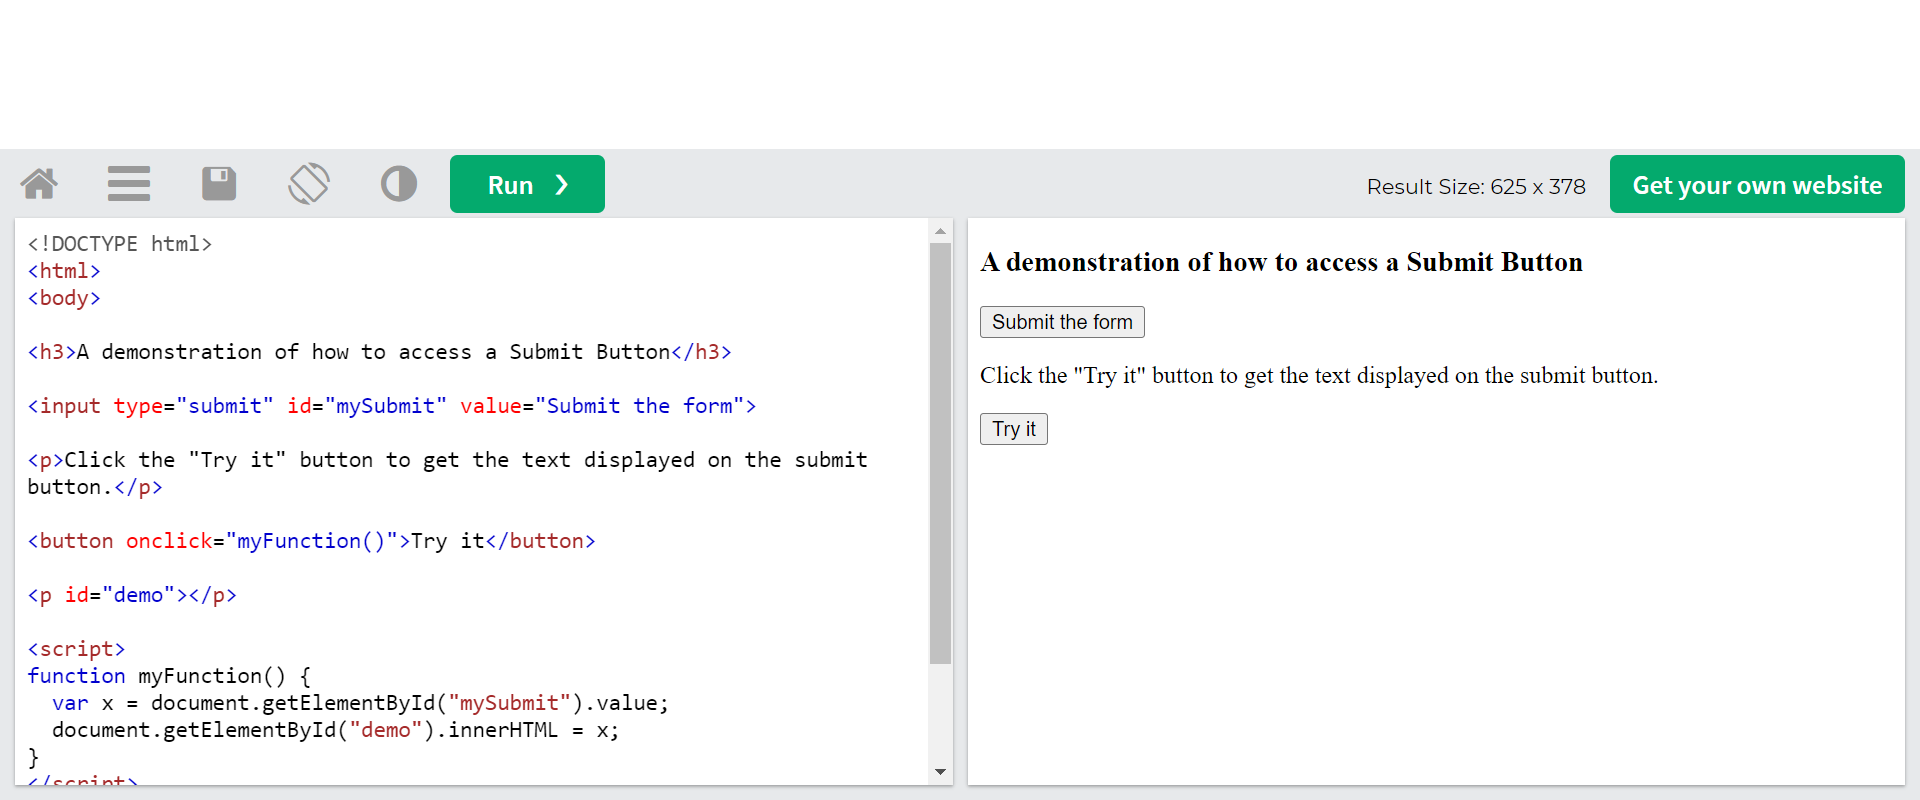 Run ❯
Result Size: 625 x 378
Get your own website
<!DOCTYPE html>
<html>
<body>
<h3>A demonstration of how to access a Submit Button</h3>
<input type="submit" id="mySubmit" value="Submit the form">
<p>Click the "Try it" button to get the text displayed on the submit
button.</p>
<button onclick="myFunction()">Try it</button>
<p id="demo"></p>
<script>
function myFunction() {
  var x = document.getElementById("mySubmit").value;
  document.getElementById("demo").innerHTML = x;
}
</script>
A demonstration of how to access a Submit Button
Submit the form
Click the "Try it" button to get the text displayed on the submit button.
Try it